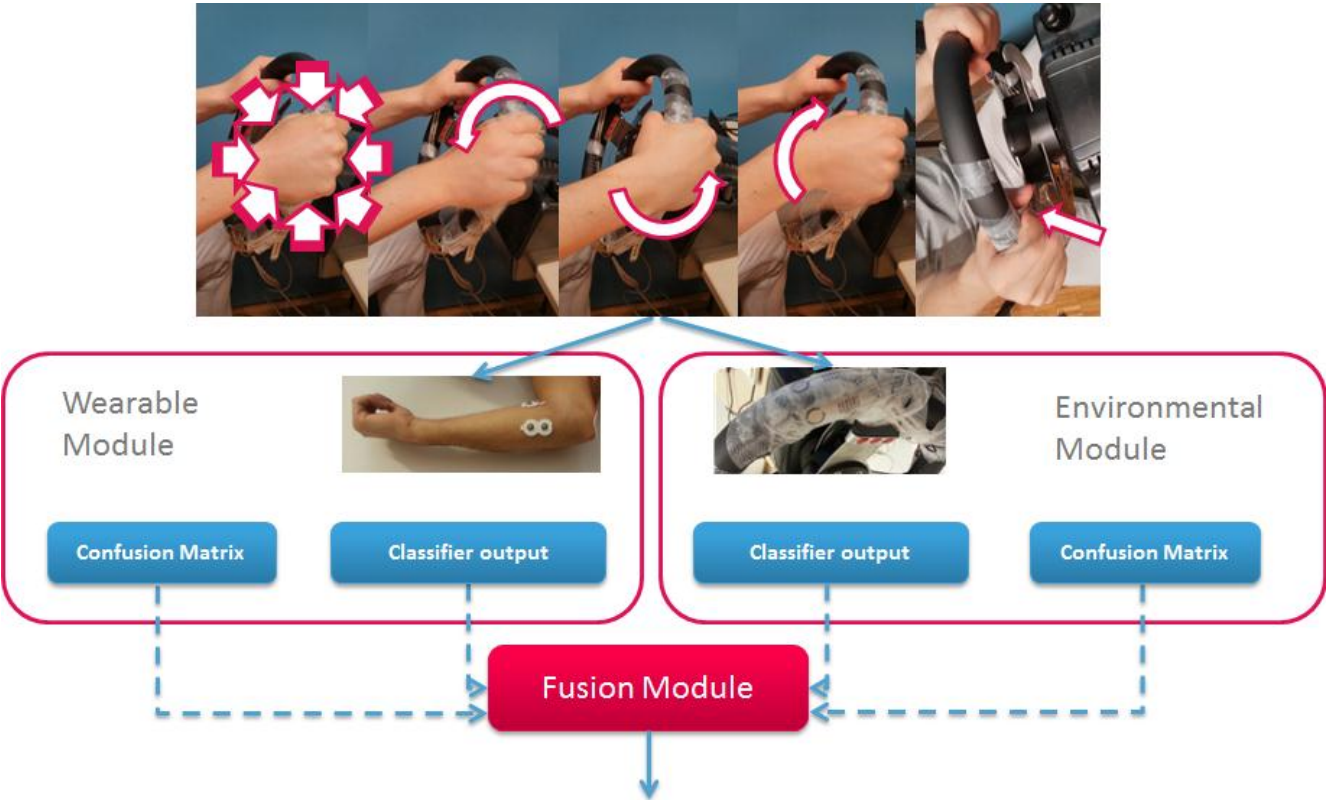 Wearable
Module
Environmental
Module
Confusion Matrix
Classifier output
Classifier output
Confusion Matrix
Fusion Module